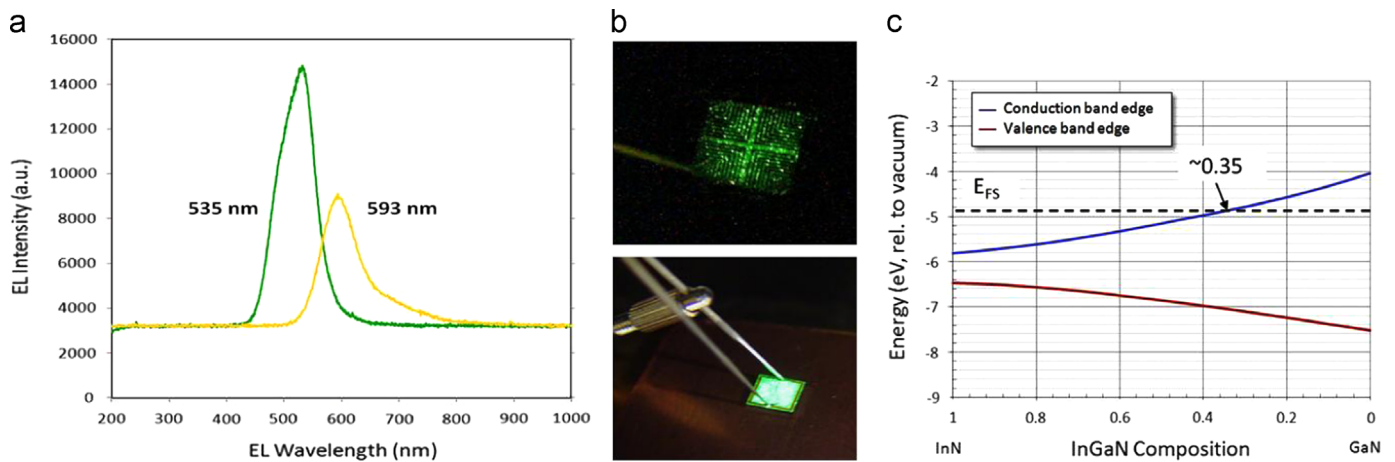 a
16000
14000
12000
10000
8000
6000
4000
2000
0
EL Intensity (a.u.)
535 nm
593 nm
200 300 400 500 600 700 800 900 1000
EL Wavelength (nm)
b
c
-2
-3
-4
-5
-6
-7
-8
-9
Energy (eV, rel. to vacuum)
Conduction band edge
Valence band edge
~0.35
EFS
1 0.8 0.6 0.4 0.2 0
InN InGaN Composition GaN